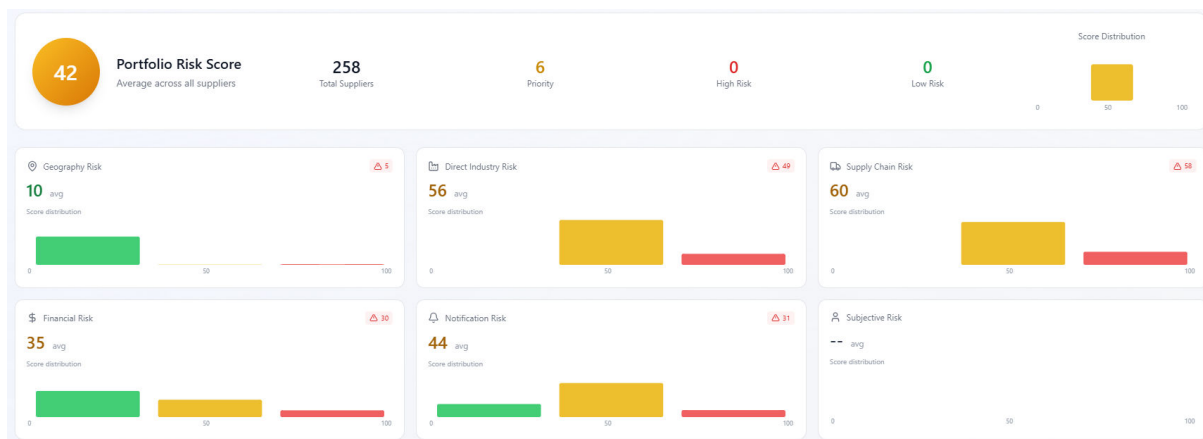 Score Distribution
42
Portfolio Risk Score
Average across all suppliers
258
Total Suppliers
6
Priority
0
High Risk
0
Low Risk
0 50 100
Geography Risk
5
10 avg
Score distribution
0 50 100
Direct Industry Risk
49
56 avg
Score distribution
0 50 100
Supply Chain Risk
58
60 avg
Score distribution
0 50 100
Financial Risk
30
35 avg
Score distribution
0 50 100
Notification Risk
31
44 avg
Score distribution
0 50 100
Subjective Risk
-- avg
Score distribution
0 50 100